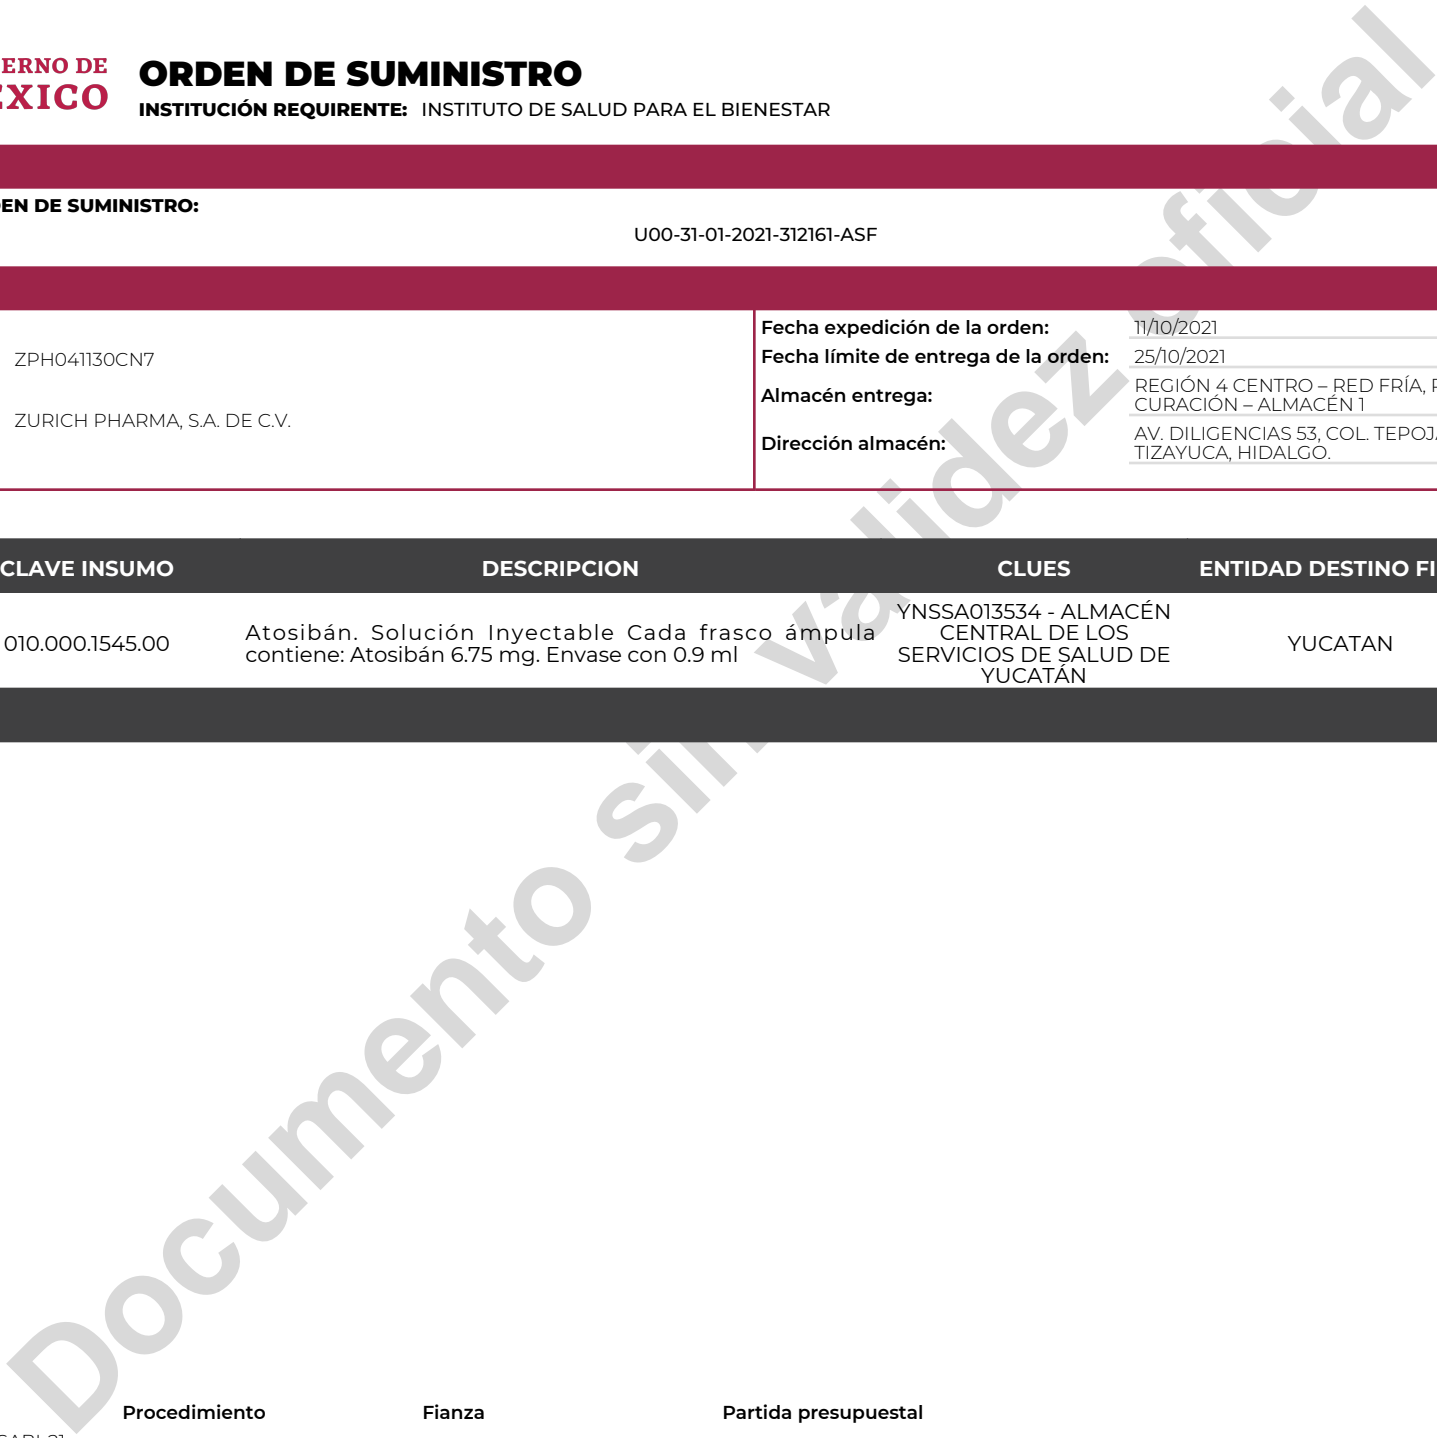 ERNO DE
ORDEN DE SUMINISTRO
EXICO
INSTITUCIÓN REQUIRENTE: INSTITUTO DE SALUD PARA EL BIENESTAR
EN DE SUMINISTRO:
U00-31-01-2021-312161-ASF
Fecha expedición de la orden: 11/10/2021
ZPH041130CN7
Fecha límite de entrega de la orden: 25/10/2021
Almacén entrega:
REGIÓN 4 CENTRO – RED FRÍA,
CURACIÓN – ALMACÉN 1
ZURICH PHARMA, S.A. DE C.V.
Dirección almacén:
AV. DILIGENCIAS 53, COL. TEPOJ
TIZAYUCA, HIDALGO.
CLAVE INSUMO DESCRIPCION CLUES ENTIDAD DESTINO FI
010.000.1545.00
Atosibán. Solución Inyectable Cada frasco ámpula
contiene: Atosibán 6.75 mg. Envase con 0.9 ml
YNSSA013534 - ALMACÉN
CENTRAL DE LOS
SERVICIOS DE SALUD DE
YUCATÁN
YUCATAN
Documento sin validez oficial
Procedimiento Fianza Partida presupuestal